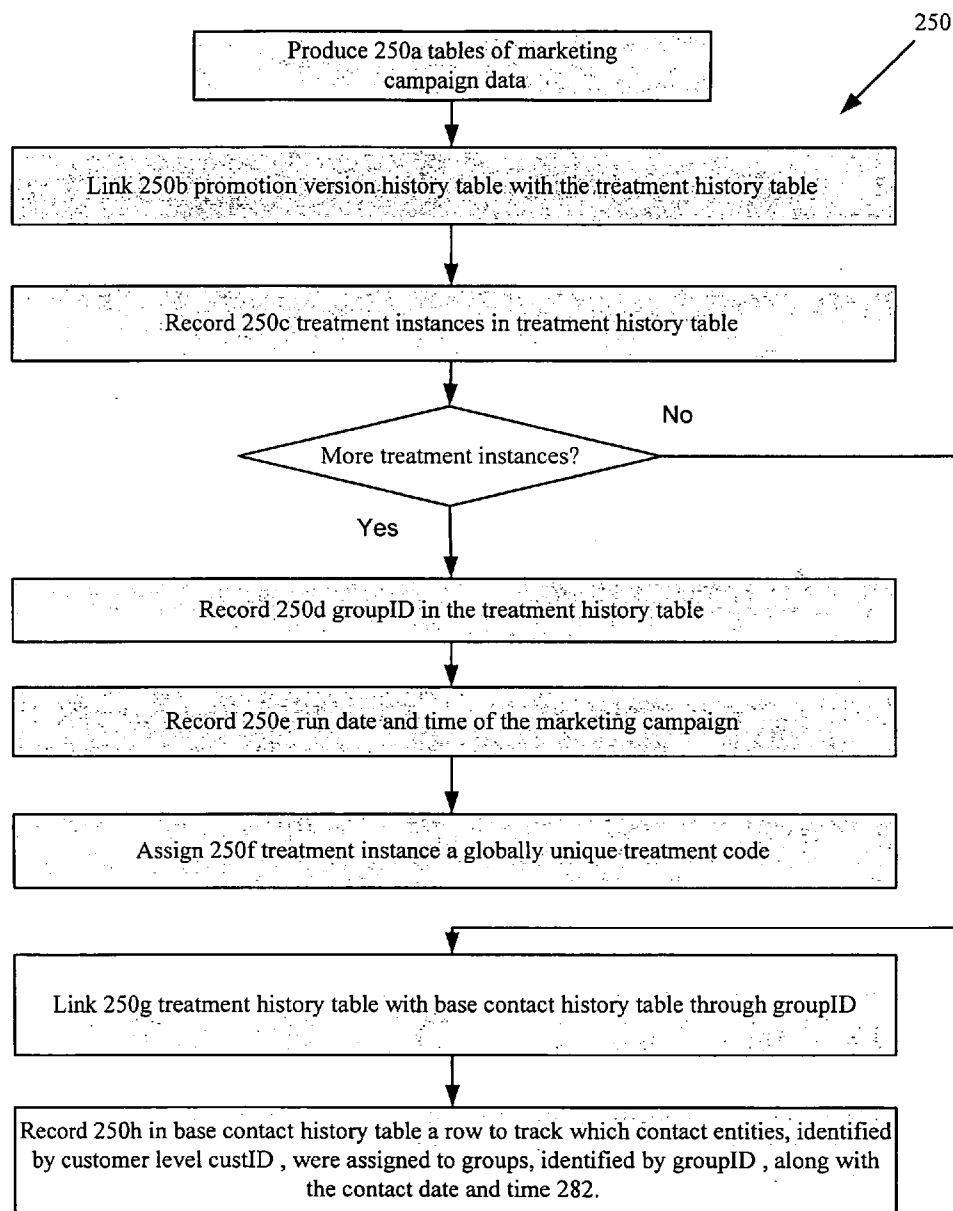 250
Produce 250a tables of marketing
campaign data
Link 250b promotion version history table with the treatment history table
Record 250c treatment instances in treatment history table
No
More treatment instances?
Yes
Record 250d groupID in the treatment history table
Record 250e run date and time of the marketing campaign
Assign 250f treatment instance a globally unique treatment code
Link 250g treatment history table with base contact history table through groupID
Record 250h in base contact history table a row to track which contact entities, identified
by customer level custID , were assigned to groups, identified by groupID , along with
the contact date and time 282.